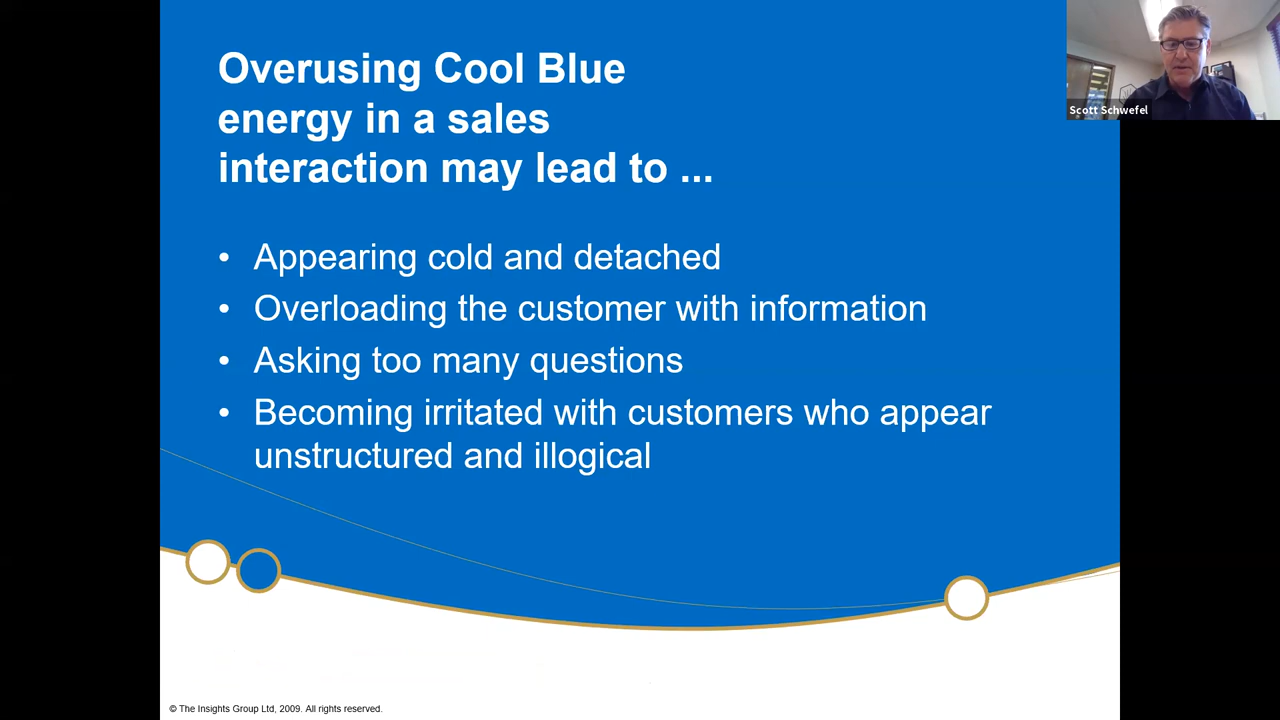 Overusing Cool Blue
energy in a sales
interaction may lead to ...
• Appearing cold and detached
• Overloading the customer with information
• Asking too many questions
• Becoming irritated with customers who appear
unstructured and illogical
Scott Schwefel
© The Insights Group Ltd, 2009. All rights reserved.